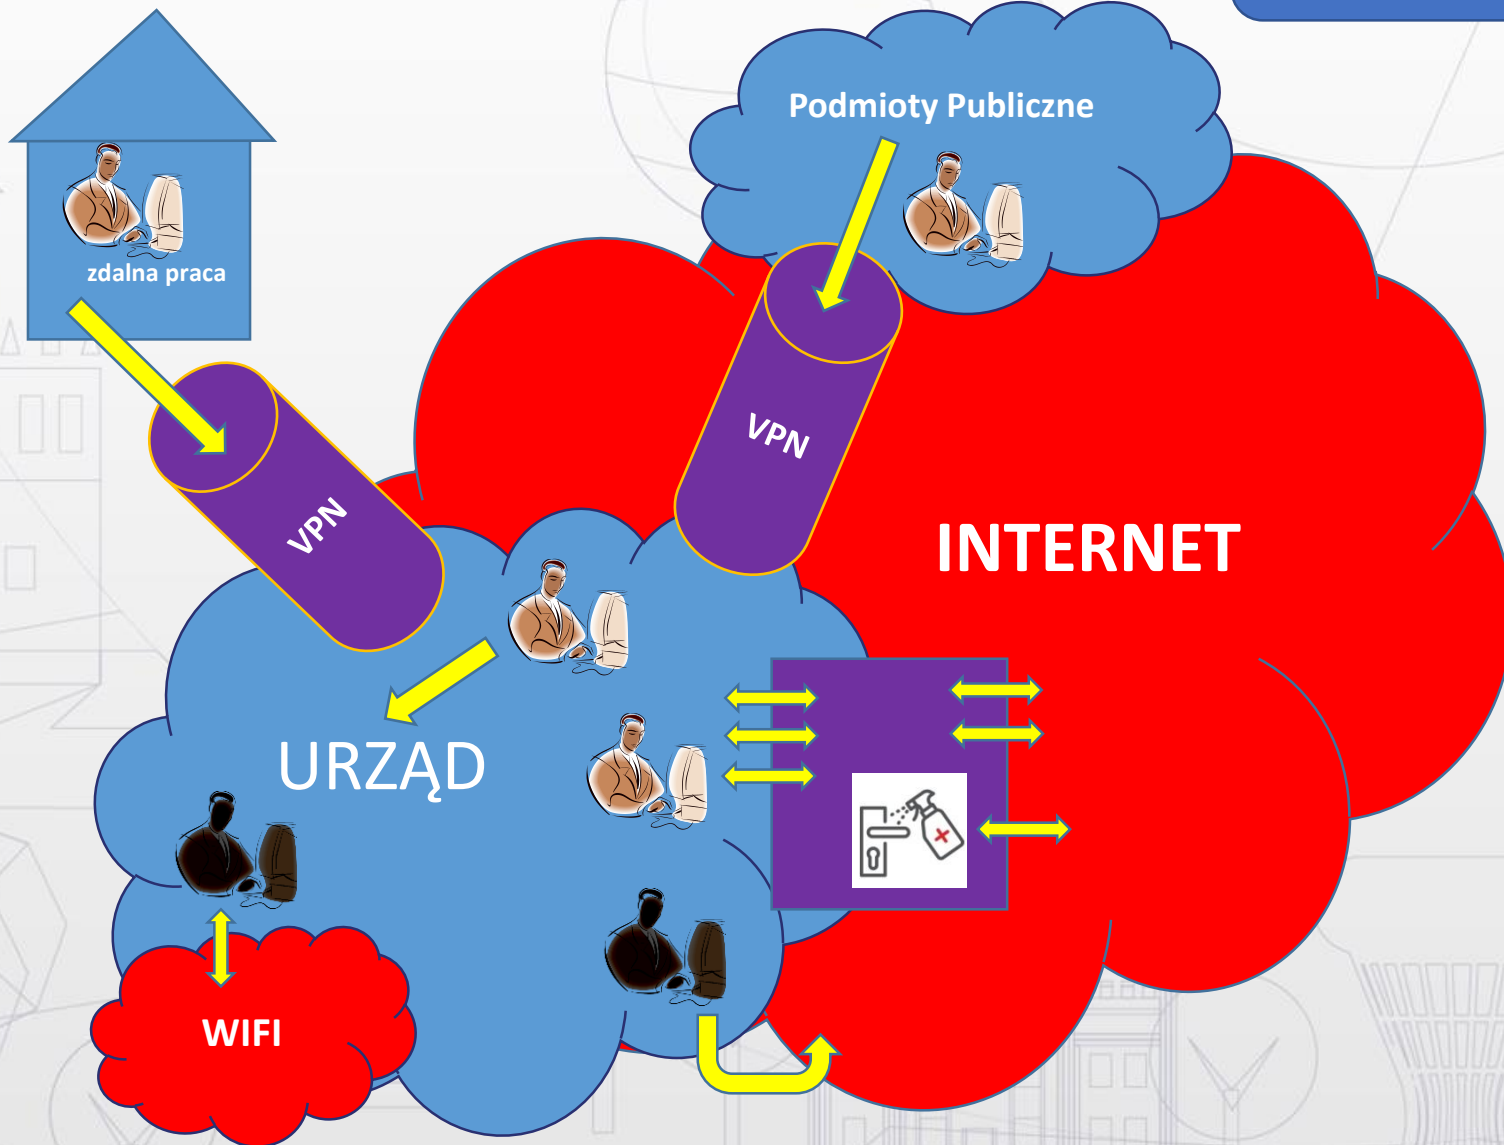 Podmioty Publiczne
zdalna praca
VPN
VPN
INTERNET
URZĄD
WIFI